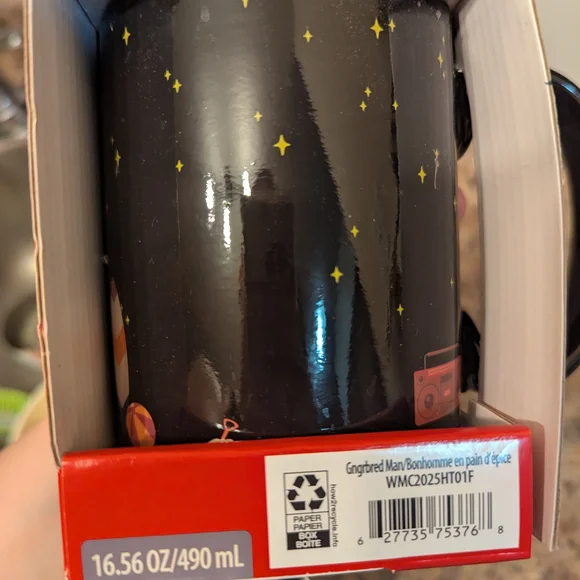 Gngrbred Man/Bonhomme en pain d'épice
WMC2025HT01F
how2recycle.info
PAPER
PAPIER
BOX
BOÎTE
6 27735 75376 8
16.56 OZ/490 mL